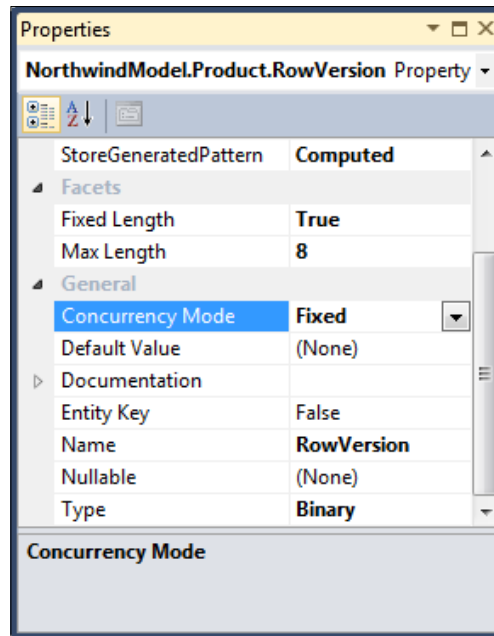 Properties
NorthwindModel.Product.RowVersion Property
StoreGeneratedPattern Computed
Facets
Fixed Length True
Max Length 8
General
Concurrency Mode Fixed
Default Value (None)
Documentation
Entity Key False
Name RowVersion
Nullable (None)
Type Binary
Concurrency Mode